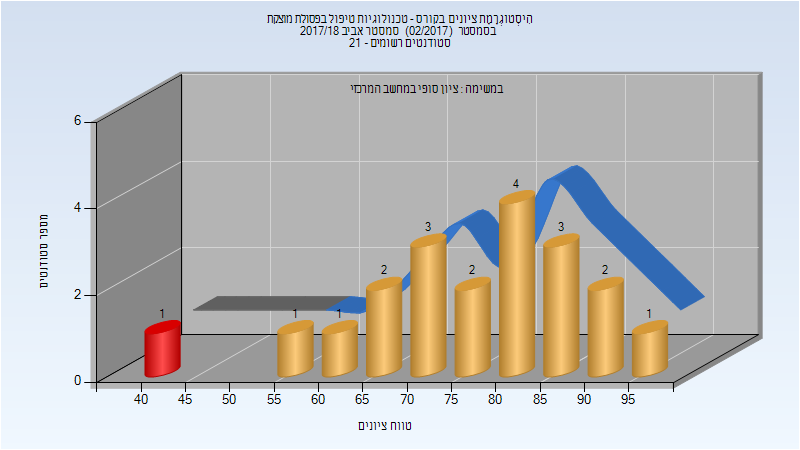 היסטוגרמת ציונים בקורס - טכנולוגיות טיפול בפסולת מוצקת
בסמסטר (02/2017) סמסטר אביב 2017/18
סטודנטים רשומים - 21
במשימה : ציון סופי במחשב המרכזי
מספר סטודנטים
6
4
2
0
1
1
1
2
3
2
4
3
2
1
40 45 50 55 60 65 70 75 80 85 90 95
טווח ציונים